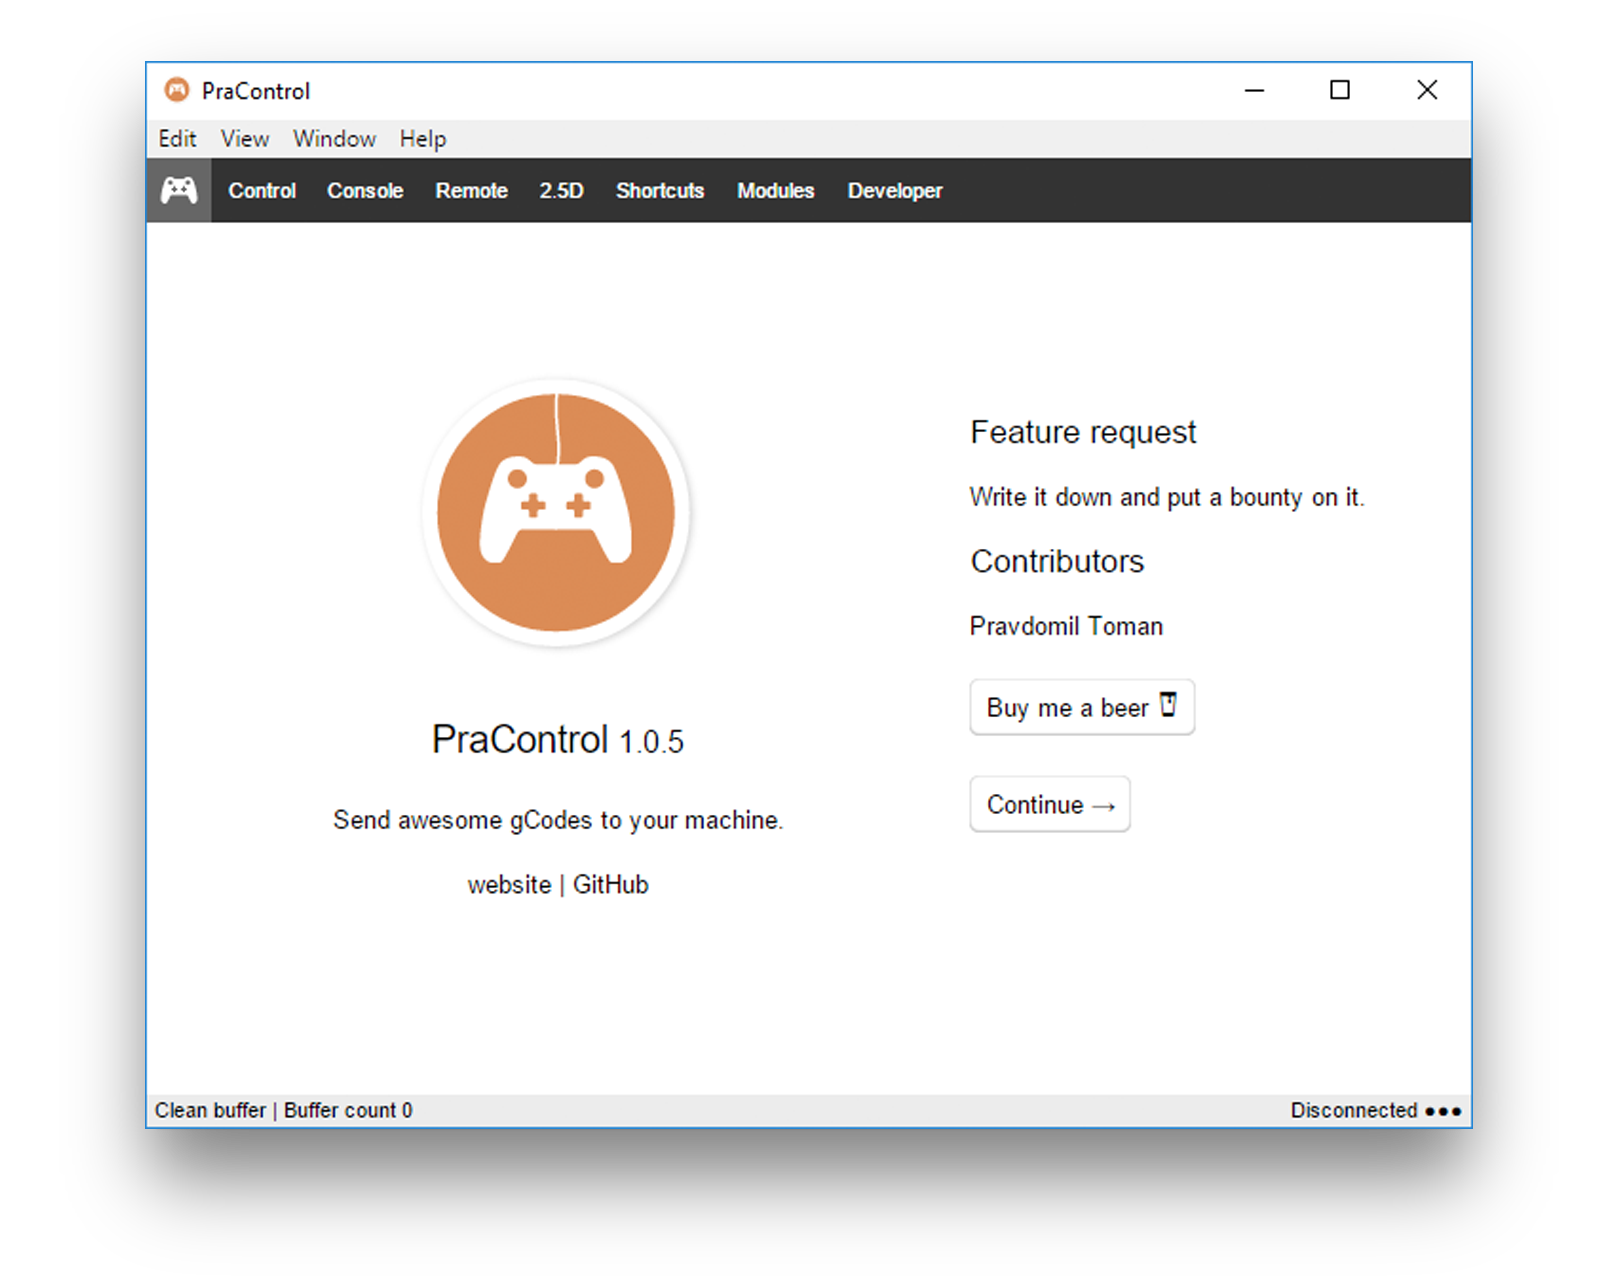 PraControl
Edit View Window Help
Control Console Remote 2.5D Shortcuts Modules Developer
PraControl 1.0.5
Send awesome gCodes to your machine.
website | GitHub
Feature request
Write it down and put a bounty on it.
Contributors
Pravdomil Toman
Buy me a beer
Continue →
Clean buffer | Buffer count 0
Disconnected ●●●